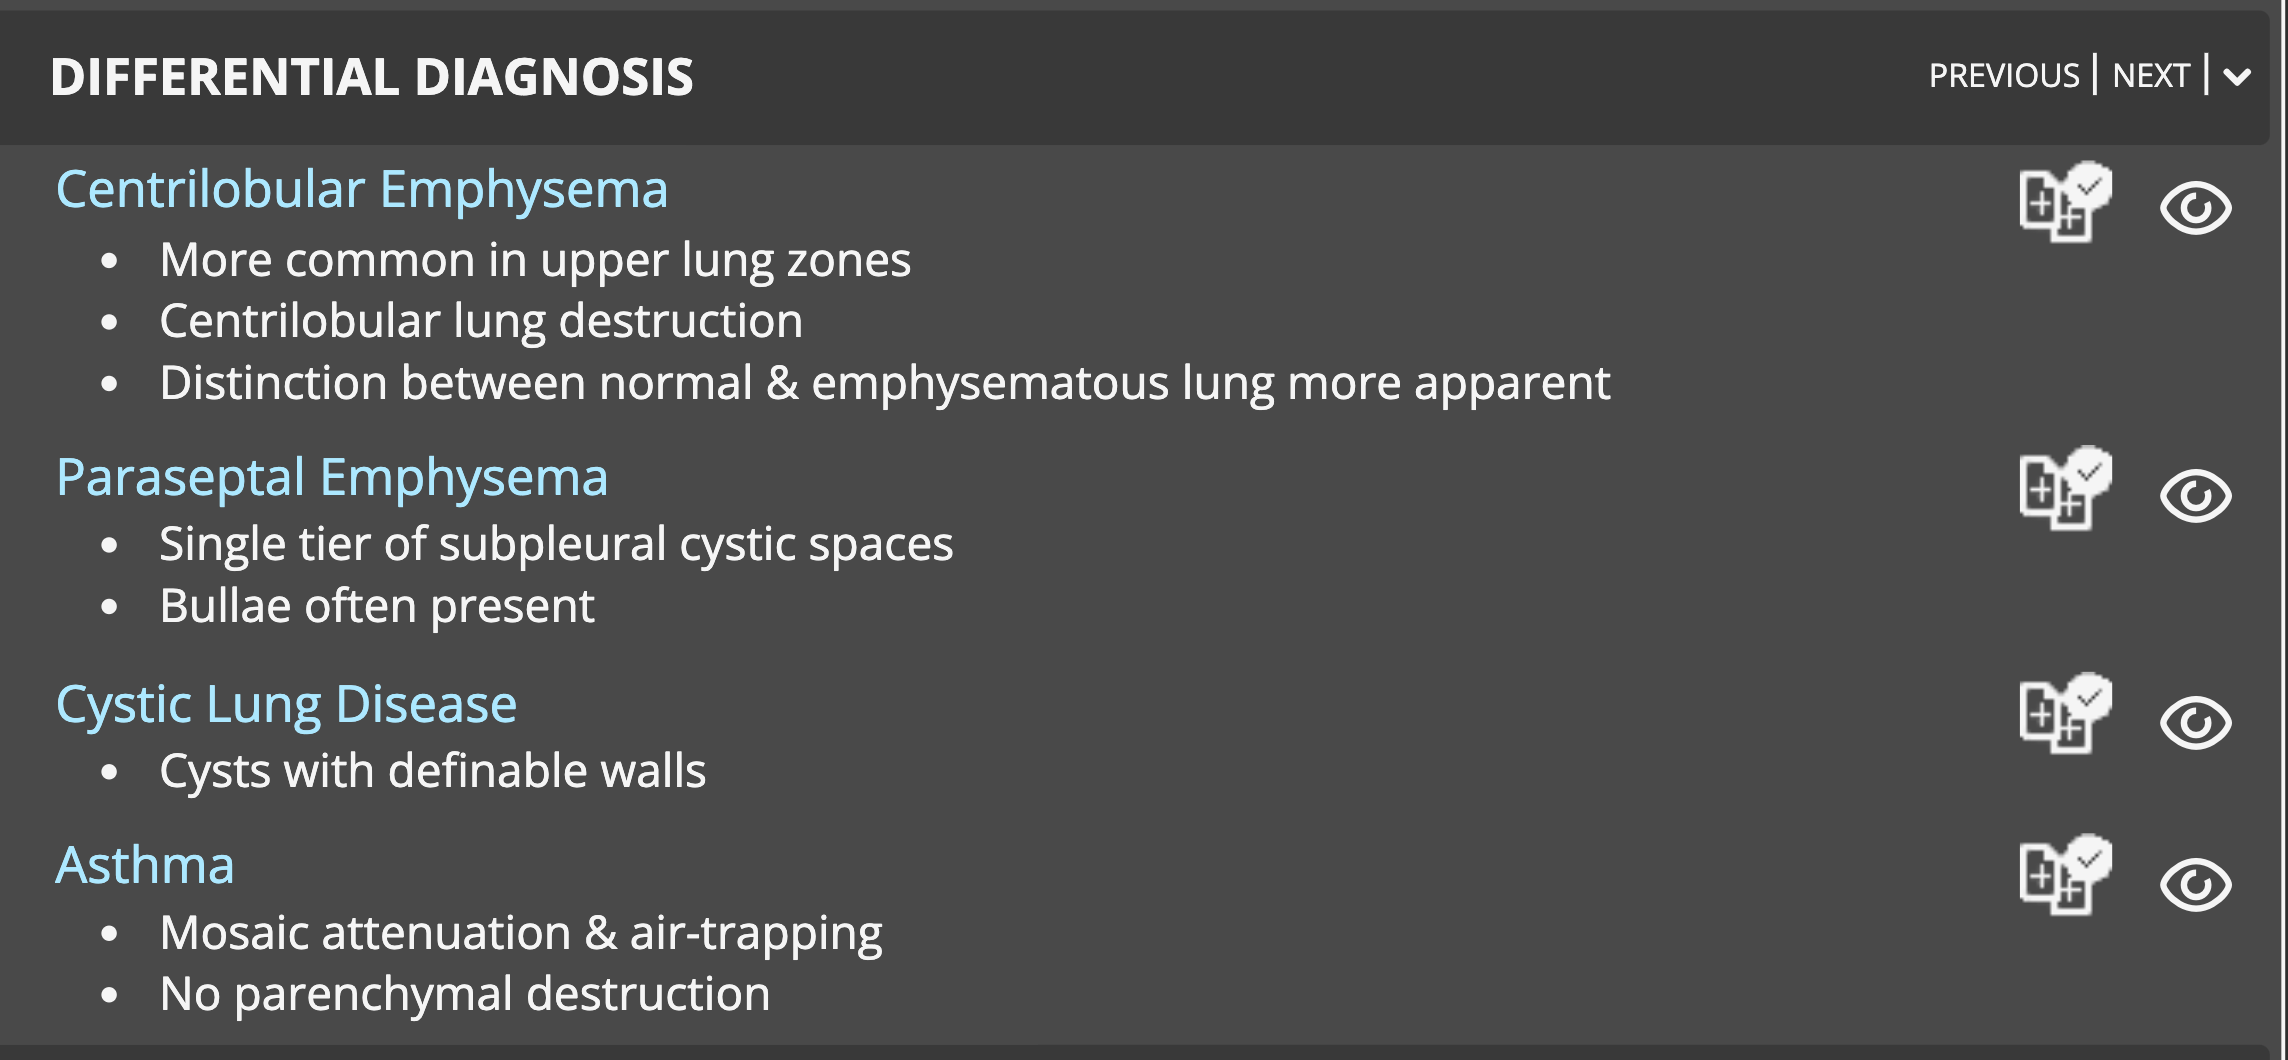 DIFFERENTIAL DIAGNOSIS
PREVIOUS | NEXT |
Centrilobular Emphysema
• More common in upper lung zones
• Centrilobular lung destruction
• Distinction between normal & emphysematous lung more apparent
Paraseptal Emphysema
• Single tier of subpleural cystic spaces
• Bullae often present
Cystic Lung Disease
• Cysts with definable walls
Asthma
• Mosaic attenuation & air-trapping
• No parenchymal destruction